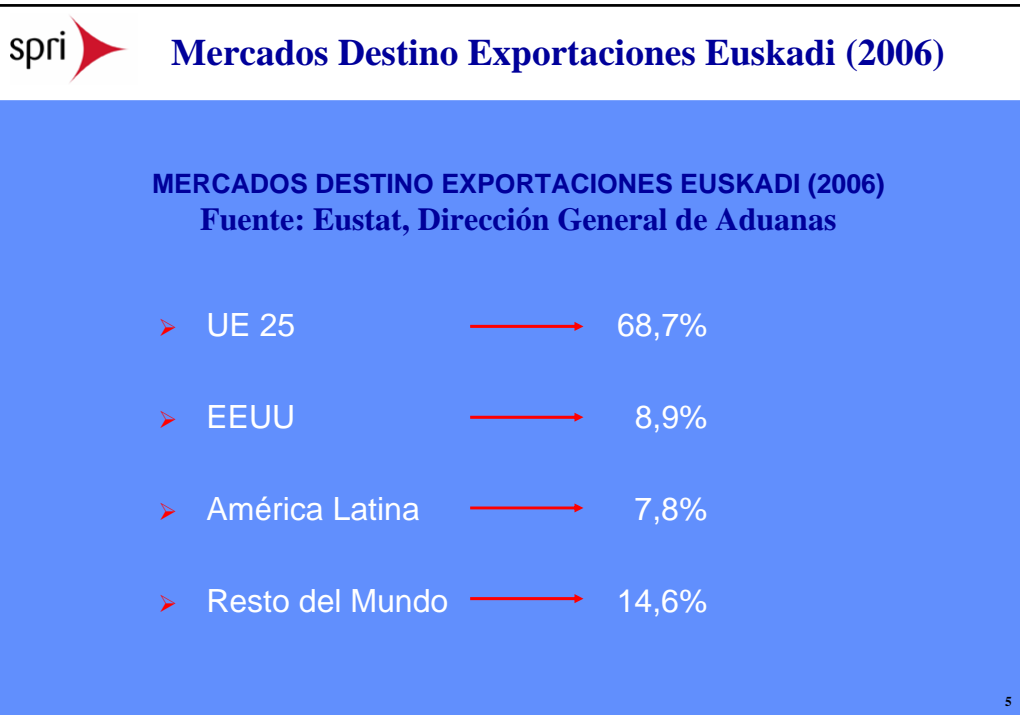 spri
Mercados Destino Exportaciones Euskadi (2006)
MERCADOS DESTINO EXPORTACIONES EUSKADI (2006)
Fuente: Eustat, Dirección General de Aduanas
UE 25 68,7%
EEUU 8,9%
América Latina 7,8%
Resto del Mundo 14,6%
5